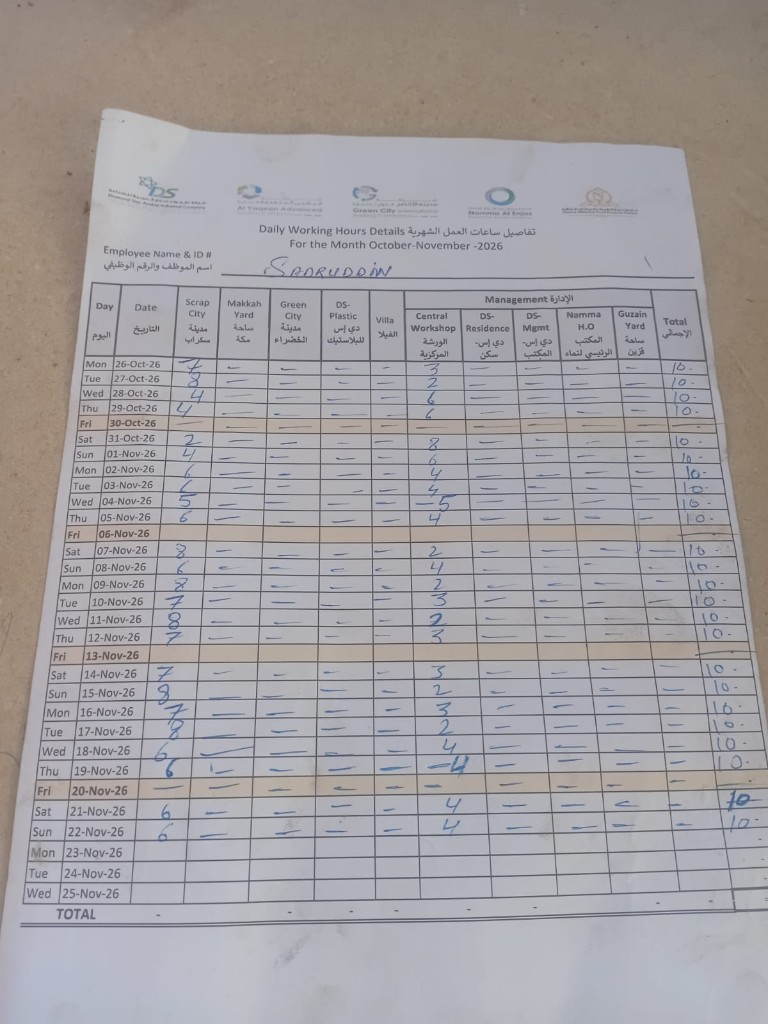 DS
Al Yamama Advanced
Green City
Namma Al Enjaz
Daily Working Hours Details تفاصيل ساعات العمل الشهرية
For the Month October-November -2026
Employee Name & ID #
اسم الموظف والرقم الوظيفي
SADRUDDIN
Day اليوم | Date التاريخ | Scrap City مدينة سكراب | Makkah Yard ساحة مكة | Green City مدينة الخضراء | DS-Plastic دي إس للبلاستيك | Villa الفيلا | Management الإدارة | Total الإجمالي
Central Workshop الورشة المركزية | DS-Residence دي إس- سكن | DS-Mgmt دي إس- المكتب | Namma H.O المكتب الرئيسي لنماء | Guzain Yard ساحة قزين
Mon 26-Oct-26 7 — — — — 3 — — — — 10-
Tue 27-Oct-26 8 — — — — 2 — — — — 10-
Wed 28-Oct-26 4 — — — — 6 — — — — 10-
Thu 29-Oct-26 4 — — — — 6 — — — — 10-
Fri 30-Oct-26 — — — — — — — — — — —
Sat 31-Oct-26 2 — — — — 8 — — — — 10-
Sun 01-Nov-26 4 — — — — 6 — — — — 10-
Mon 02-Nov-26 6 — — — — 4 — — — — 10-
Tue 03-Nov-26 6 — — — — 4 — — — — 10-
Wed 04-Nov-26 5 — — — — 5 — — — — 10-
Thu 05-Nov-26 6 — — — — 4 — — — — 10-
Fri 06-Nov-26
Sat 07-Nov-26 8 — — — — 2 — — — — 10-
Sun 08-Nov-26 6 — — — — 4 — — — — 10-
Mon 09-Nov-26 8 — — — — 2 — — — — 10-
Tue 10-Nov-26 7 — — — — 3 — — — — 10-
Wed 11-Nov-26 8 — — — — 2 — — — — 10-
Thu 12-Nov-26 7 — — — — 3 — — — — 10-
Fri 13-Nov-26
Sat 14-Nov-26 7 — — — — 3 — — — — 10-
Sun 15-Nov-26 8 — — — — 2 — — — — 10-
Mon 16-Nov-26 7 — — — — 3 — — — — 10-
Tue 17-Nov-26 8 — — — — 2 — — — — 10-
Wed 18-Nov-26 6 — — — — 4 — — — — 10-
Thu 19-Nov-26 6 — — — — 4 — — — — 10-
Fri 20-Nov-26 — — — — — — — — — — —
Sat 21-Nov-26 6 — — — — 4 — — — — 10-
Sun 22-Nov-26 6 — — — — 4 — — — — 10-
Mon 23-Nov-26
Tue 24-Nov-26
Wed 25-Nov-26
TOTAL - - - - - - - -